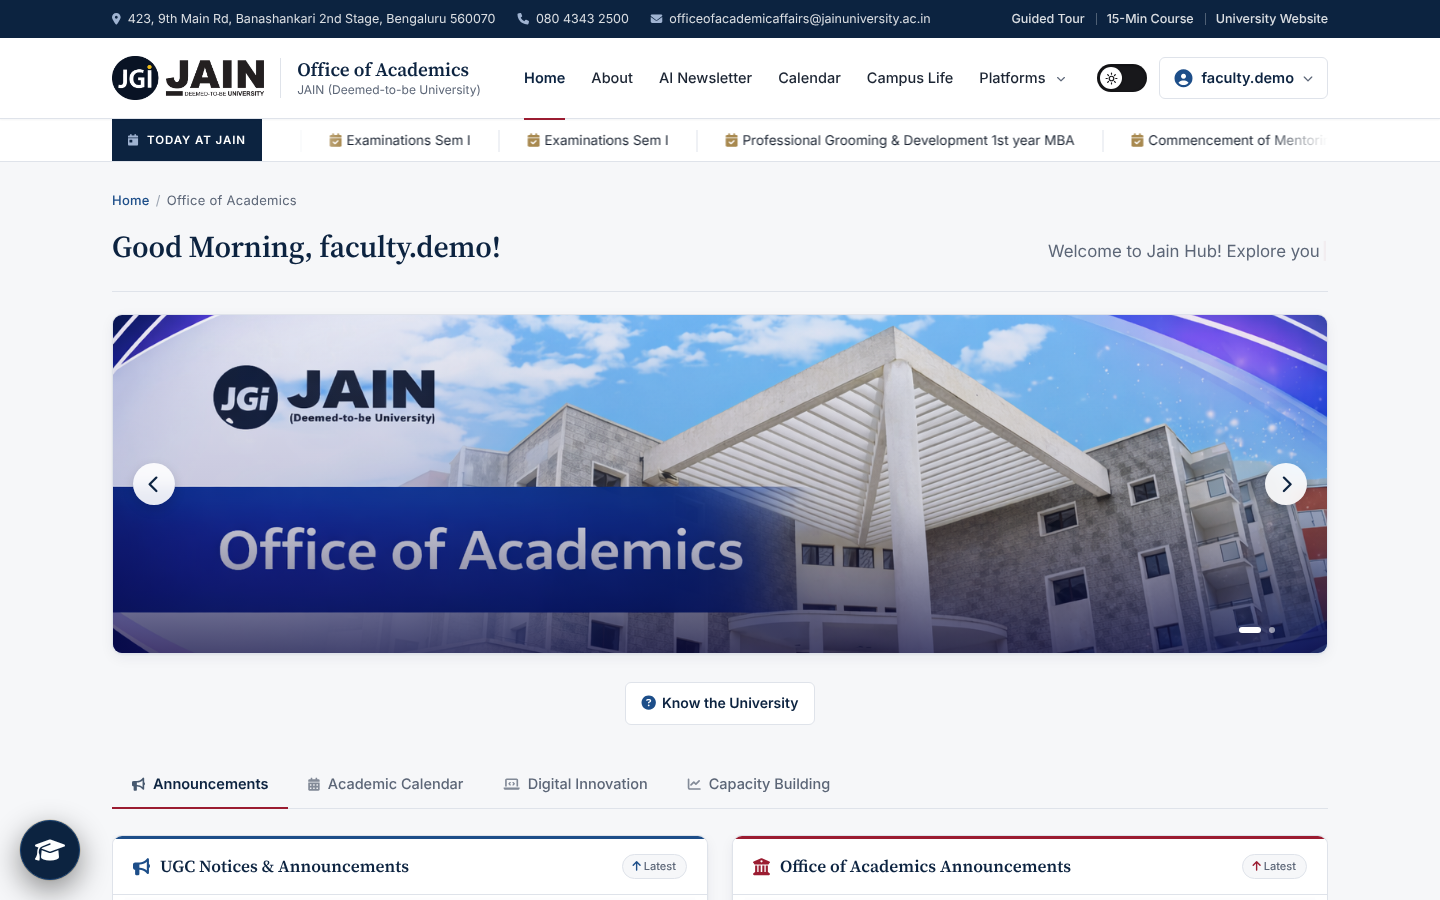 423, 9th Main Rd, Banashankari 2nd Stage, Bengaluru 560070
080 4343 2500
officeofacademicaffairs@jainuniversity.ac.in
Guided Tour
15-Min Course
University Website
JGi JAIN
DEEMED-TO-BE UNIVERSITY
Office of Academics
JAIN (Deemed-to-be University)
Home
About
AI Newsletter
Calendar
Campus Life
Platforms
faculty.demo
TODAY AT JAIN
Examinations Sem I
Examinations Sem I
Professional Grooming & Development 1st year MBA
Commencement of Mentori
Home / Office of Academics
Good Morning, faculty.demo!
Welcome to Jain Hub! Explore you
JGi JAIN
(Deemed-to-be University)
Office of Academics
Know the University
Announcements
Academic Calendar
Digital Innovation
Capacity Building
UGC Notices & Announcements
Latest
Office of Academics Announcements
Latest